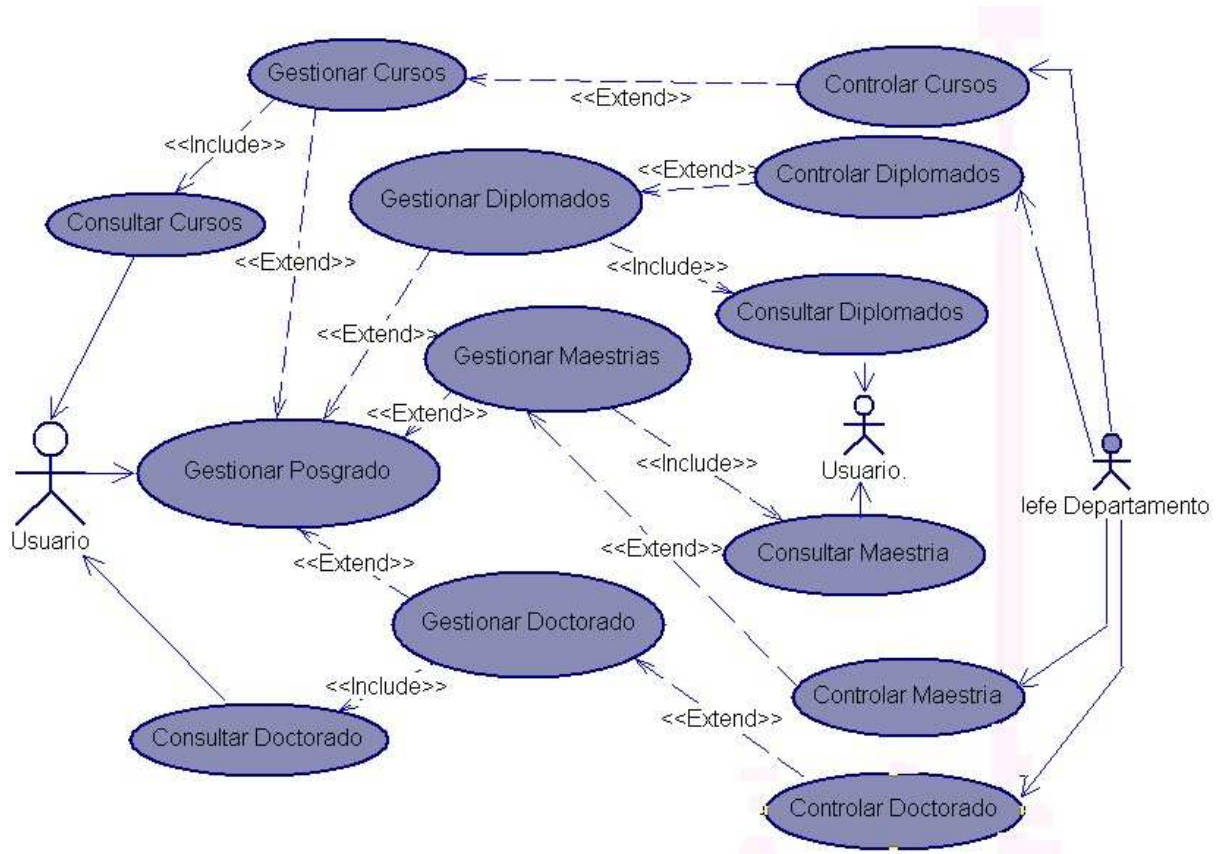 Gestionar Cursos
Controlar Cursos
<<Extend>>
<<Include>>
Gestionar Diplomados
<<Extend>>
Controlar Diplomados
Consultar Cursos
<<Extend>>
<<Include>>
Consultar Diplomados
<<Extend>>
Gestionar Maestrias
<<Extend>>
Gestionar Posgrado
<<Include>>
Usuario.
Usuario
lefe Departamento
<<Extend>>
Consultar Maestria
<<Extend>>
Gestionar Doctorado
<<Include>>
Controlar Maestria
<<Extend>>
Consultar Doctorado
Controlar Doctorado